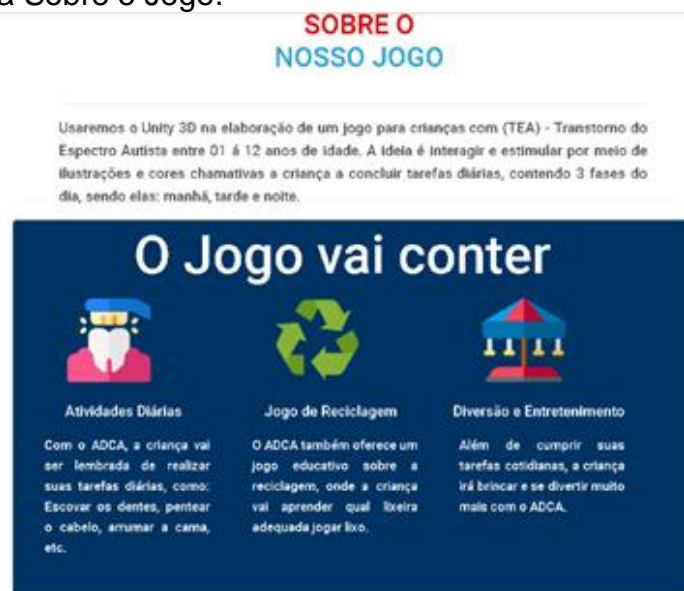 a Sobre o Jogo.
SOBRE O
NOSSO JOGO
Usaremos o Unity 3D na elaboração de um jogo para crianças com (TEA) - Transtorno do
Espectro Autista entre 01 á 12 anos de idade. A ideia é interagir e estimular por meio de
ilustrações e cores chamativas a criança a concluir tarefas diárias, contendo 3 fases do
dia, sendo elas: manhã, tarde e noite.
O Jogo vai conter
Atividades Diárias
Com o ADCA, a criança vai
ser lembrada de realizar
suas tarefas diárias, como:
Escovar os dentes, pentear
o cabelo, arrumar a cama,
etc.
Jogo de Reciclagem
O ADCA também oferece um
jogo educativo sobre a
reciclagem, onde a criança
vai aprender qual lixeira
adequada jogar lixo.
Diversão e Entretenimento
Além de cumprir suas
tarefas cotidianas, a criança
irá brincar e se divertir muito
mais com o ADCA.